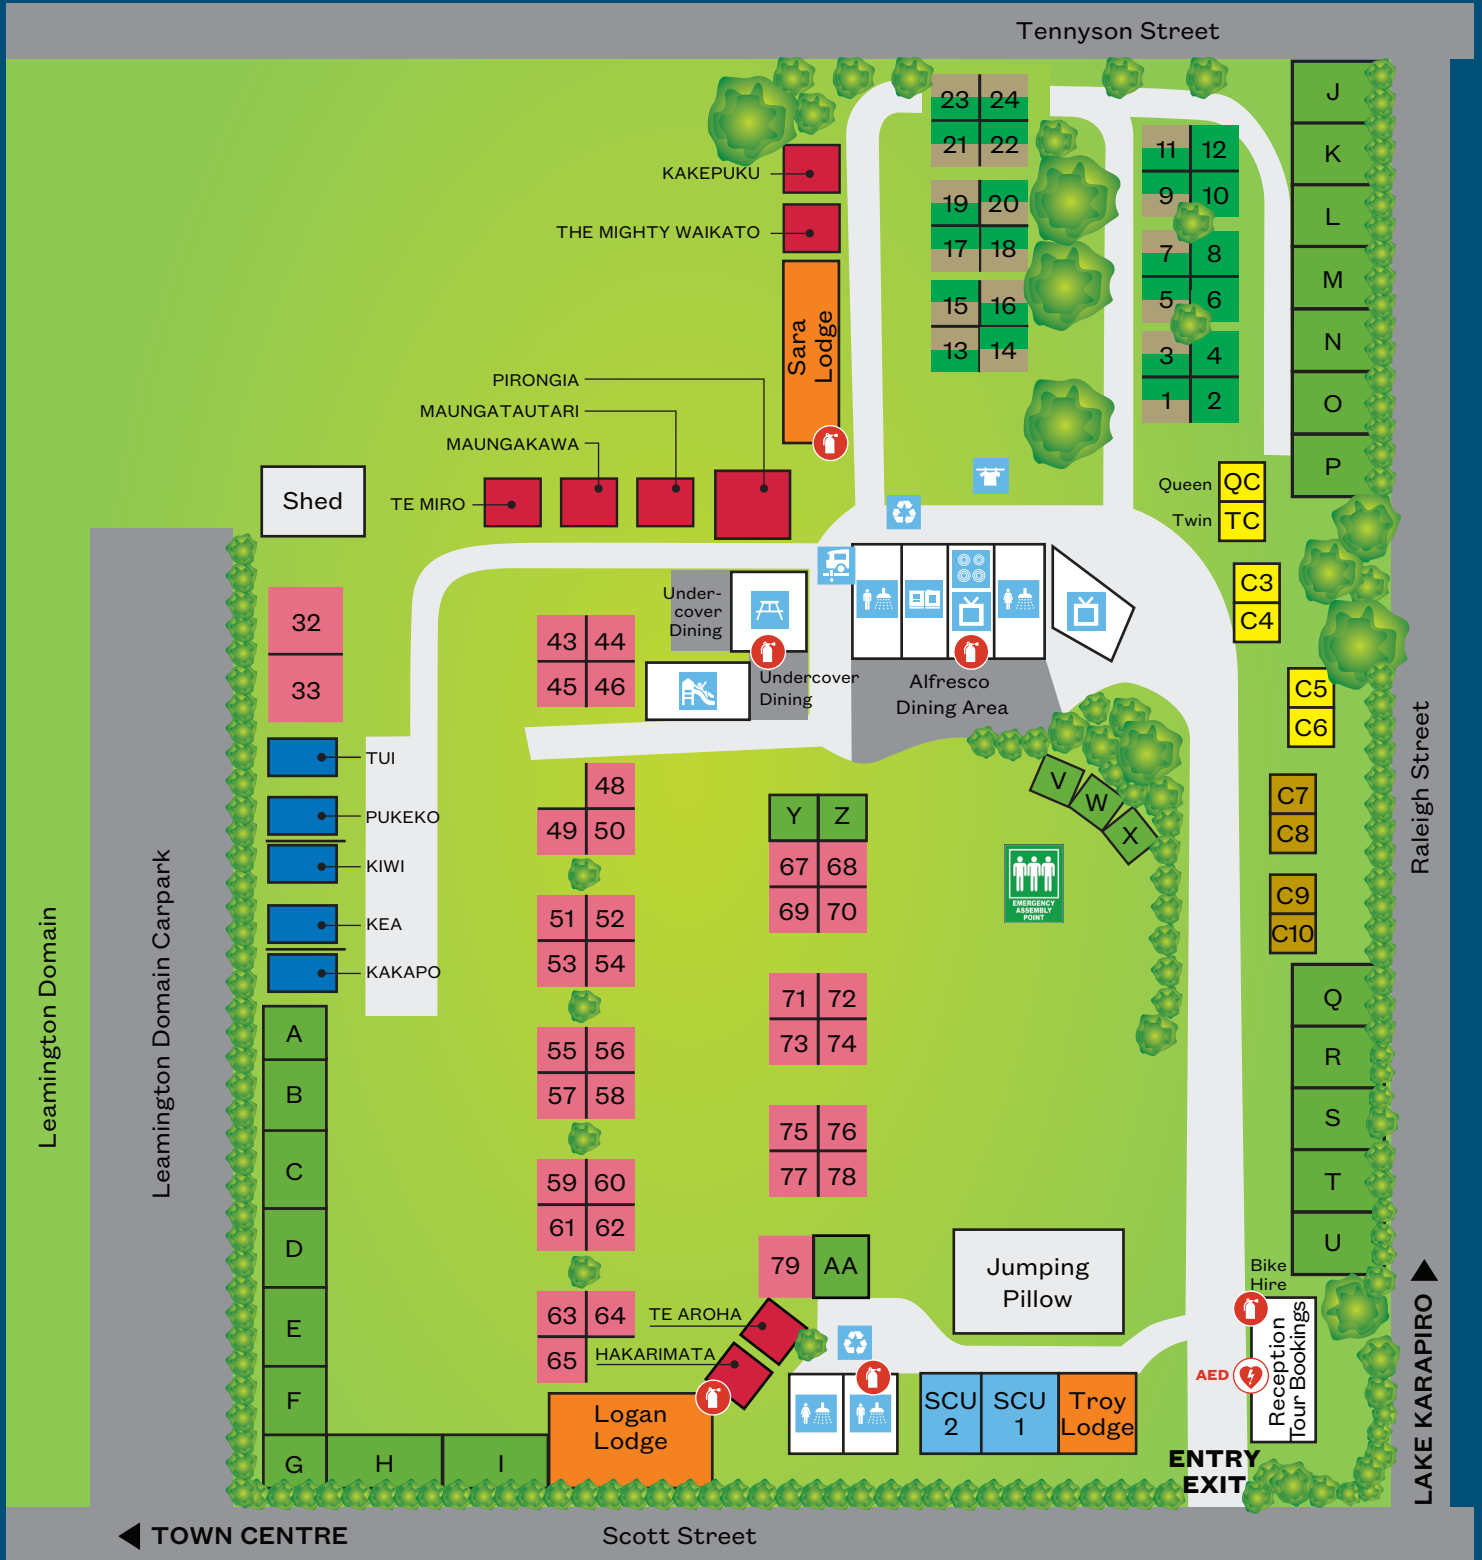 Tennyson Street
J
23 24
21 22
11 12
K
KAKEPUKU
9 10
19 20
L
THE MIGHTY WAIKATO
17 18
7 8
M
5 6
15 16
Sara
Lodge
N
13 14
3 4
PIRONGIA
1 2
O
MAUNGATAUTARI
MAUNGAKAWA
P
Shed
TE MIRO
Queen QC
Twin TC
C3
C4
Under-
cover
Dining
32
33
43 44
45 46
Undercover
Dining
Alfresco
Dining Area
C5
C6
Raleigh Street
TUI
48
49 50
PUKEKO
Y Z
V
W
X
C7
C8
KIWI
67 68
69 70
EMERGENCY
ASSEMBLY
POINT
C9
C10
KEA
51 52
53 54
KAKAPO
Leamington Domain
Leamington Domain Carpark
A
B
C
D
E
F
G H I
71 72
73 74
Q
R
S
T
U
55 56
57 58
75 76
77 78
59 60
61 62
79 AA
Jumping
Pillow
Bike
Hire
63 64
65
TE AROHA
HAKARIMATA
AED
Reception
Tour Bookings
LAKE KARAPIRO
Logan
Lodge
SCU
2
SCU
1
Troy
Lodge
ENTRY
EXIT
TOWN CENTRE
Scott Street